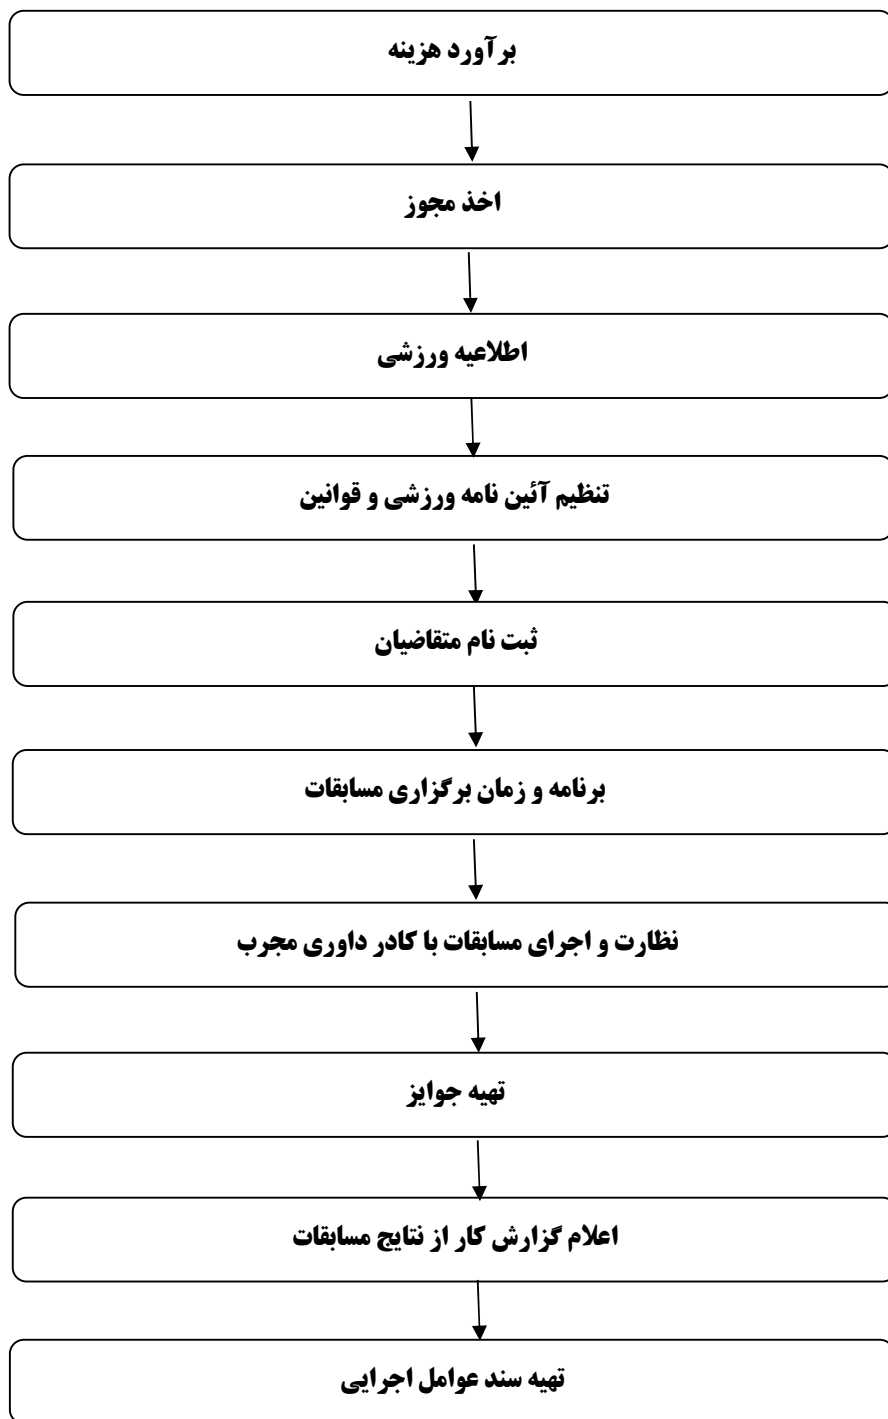 برآورد هزینه
اخذ مجوز
اطلاعیه ورزشی
تنظیم آئین نامه ورزشی و قوانین
ثبت نام متقاضیان
برنامه و زمان برگزاری مسابقات
نظارت و اجرای مسابقات با کادر داوری مجرب
تهیه جوایز
اعلام گزارش کار از نتایج مسابقات
تهیه سند عوامل اجرایی